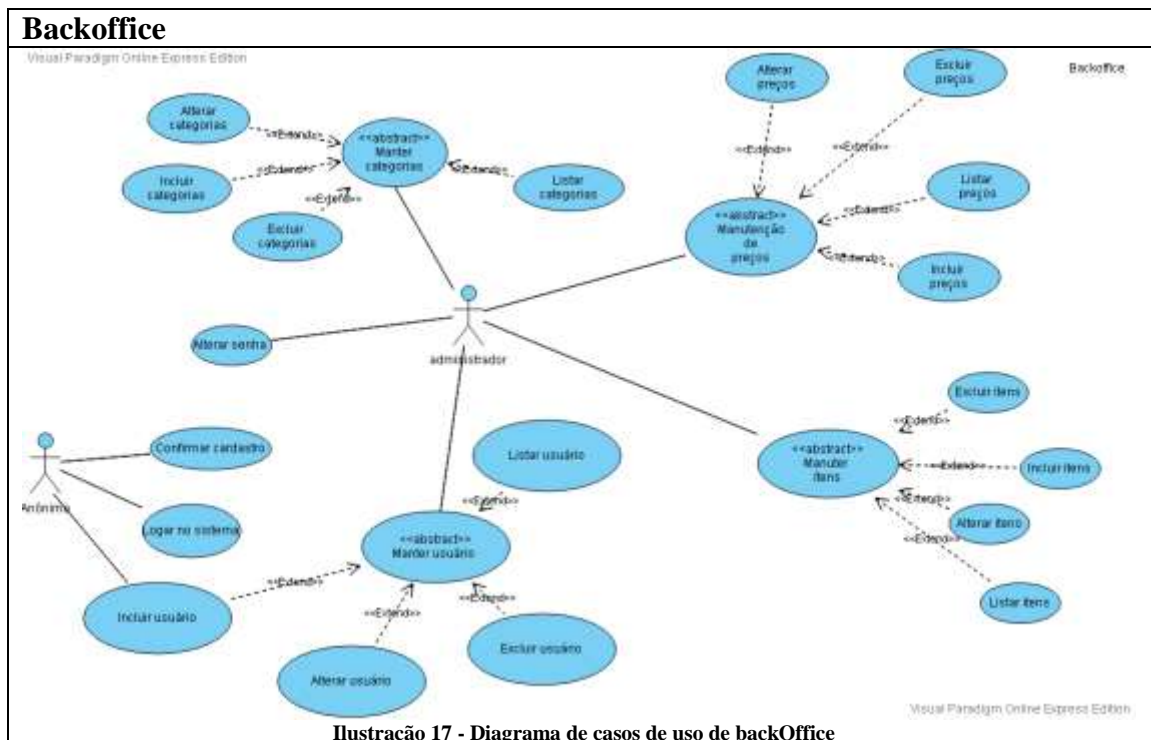 Backoffice
Visual Paradigm Online Express Edition
Backoffice
Alterar
preços
Excluir
preços
Alterar
categorias
<<Extend>>
<<abstract>>
Manter
categorias
<<Extend>>
<<Extend>>
Incluir
categorias
<<Extend>>
Listar
categorias
<<Extend>>
Excluir
categorias
<<Extend>>
<<Extend>>
Listar
preços
<<Extend>>
<<abstract>>
Manutenção
de
preços
<<Extend>>
Incluir
preços
Alterar senha
administrador
Excluir itens
<<Extend>>
<<abstract>>
Manuter
itens
<<Extend>>
Incluir itens
<<Extend>>
Alterar itens
<<Extend>>
Listar itens
Confirmar cardastro
Anônimo
Logar no sistema
Listar usuário
<<Extend>>
<<abstract>>
Manter usuário
<<Extend>>
Incluir usuário
<<Extend>>
<<Extend>>
Excluir usuário
Alterar usuário
Visual Paradigm Online Express Edition
Ilustração 17 - Diagrama de casos de uso de backOffice